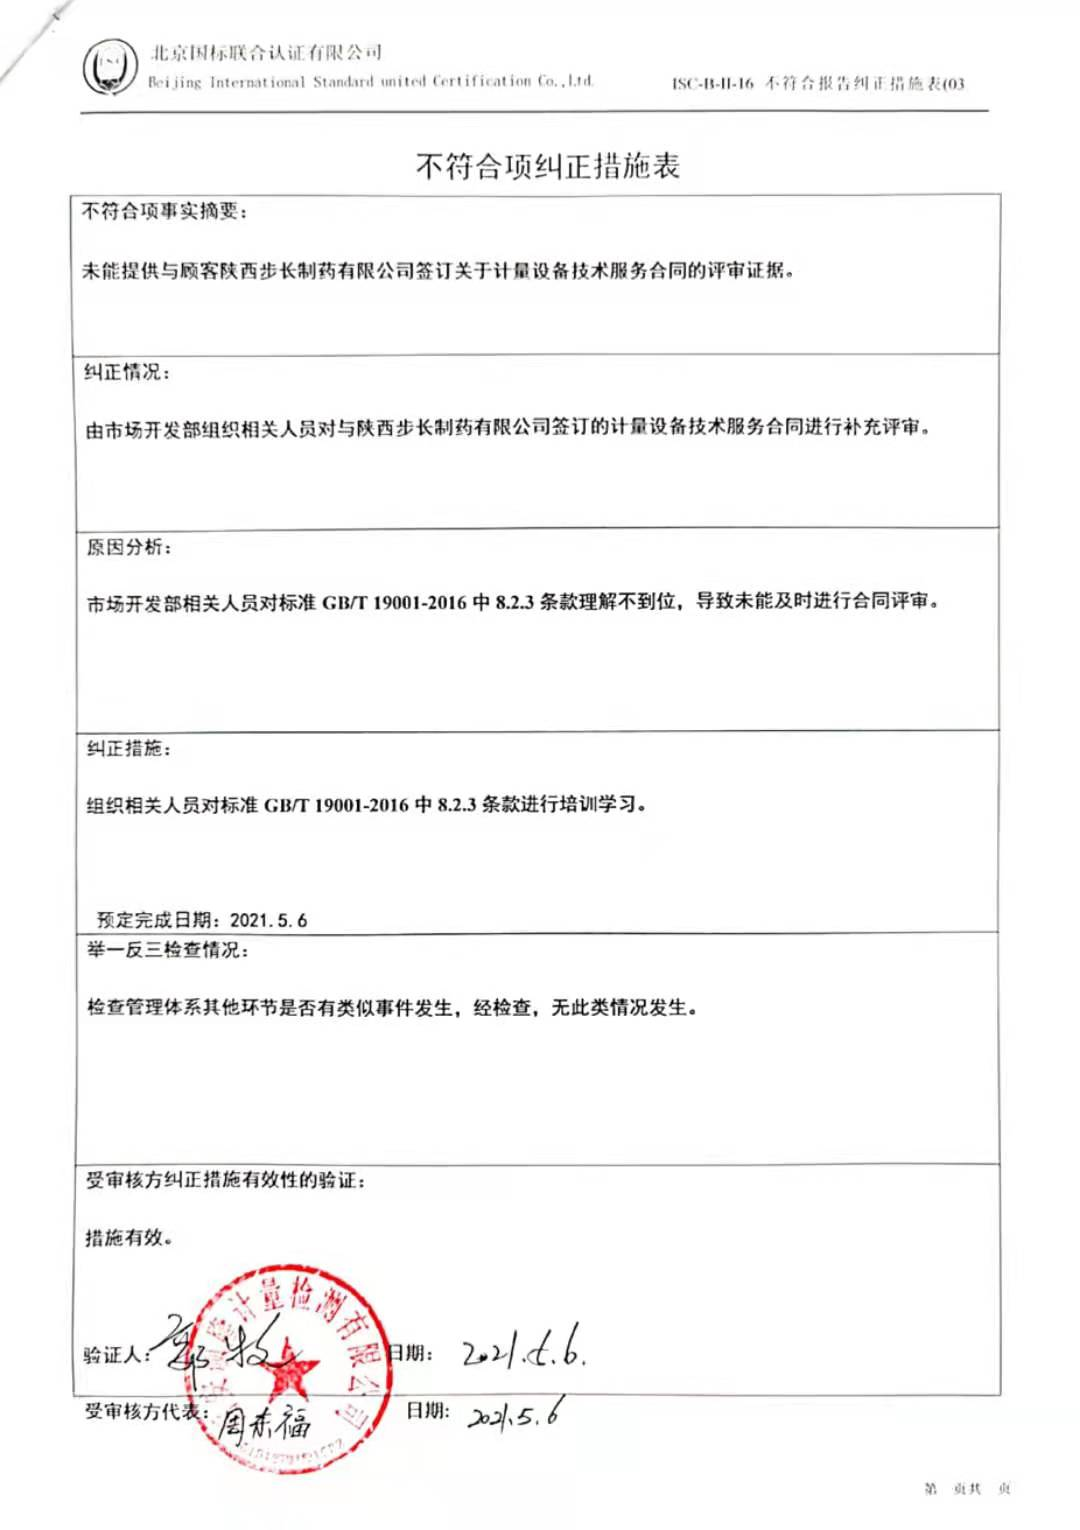 北京国标联合认证有限公司
Beijing International Standard united Certification Co.,Ltd.
ISC-B-II-16 不符合报告纠正措施表(03
不符合项纠正措施表
不符合项事实摘要：
未能提供与顾客陕西步长制药有限公司签订关于计量设备技术服务合同的评审证据。
纠正情况：
由市场开发部组织相关人员对与陕西步长制药有限公司签订的计量设备技术服务合同进行补充评审。
原因分析：
市场开发部相关人员对标准 GB/T 19001-2016 中 8.2.3 条款理解不到位，导致未能及时进行合同评审。
纠正措施：
组织相关人员对标准 GB/T 19001-2016 中 8.2.3 条款进行培训学习。
预定完成日期：2021.5.6
举一反三检查情况：
检查管理体系其他环节是否有类似事件发生，经检查，无此类情况发生。
受审核方纠正措施有效性的验证：
措施有效。
计量检测有限公司
验证人： 日期： 2021.5.6.
受审核方代表： 日期: 2021.5.6
第 页共 页